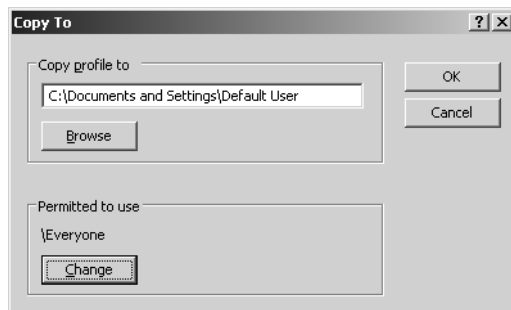 Copy To
Copy profile to
C:\Documents and Settings\Default User
Browse
OK
Cancel
Permitted to use
\Everyone
Change